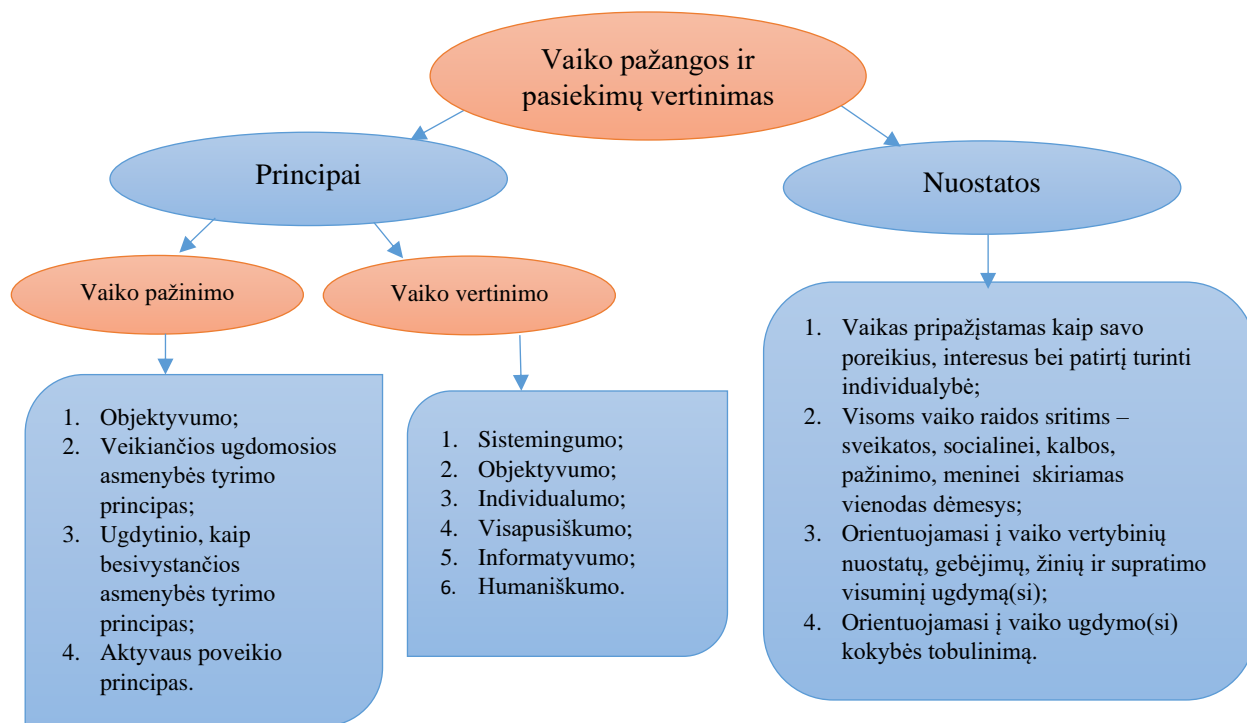 Vaiko pažangos ir
pasiekimų vertinimas
Principai
Nuostatos
Vaiko pažinimo
Vaiko vertinimo
1. Objektyvumo;
2. Veikiančios ugdomosios
asmenybės tyrimo
principas;
3. Ugdytinio, kaip
besivystančios
asmenybės tyrimo
principas;
4. Aktyvaus poveikio
principas.
1. Sistemingumo;
2. Objektyvumo;
3. Individualumo;
4. Visapusiškumo;
5. Informatyvumo;
6. Humaniškumo.
1. Vaikas pripažįstamas kaip savo
poreikius, interesus bei patirtį turinti
individualybė;
2. Visoms vaiko raidos sritims –
sveikatos, socialinei, kalbos,
pažinimo, meninei skiriamas
vienodas dėmesys;
3. Orientuojamasi į vaiko vertybinių
nuostatų, gebėjimų, žinių ir supratimo
visuminį ugdymą(si);
4. Orientuojamasi į vaiko ugdymo(si)
kokybės tobulinimą.